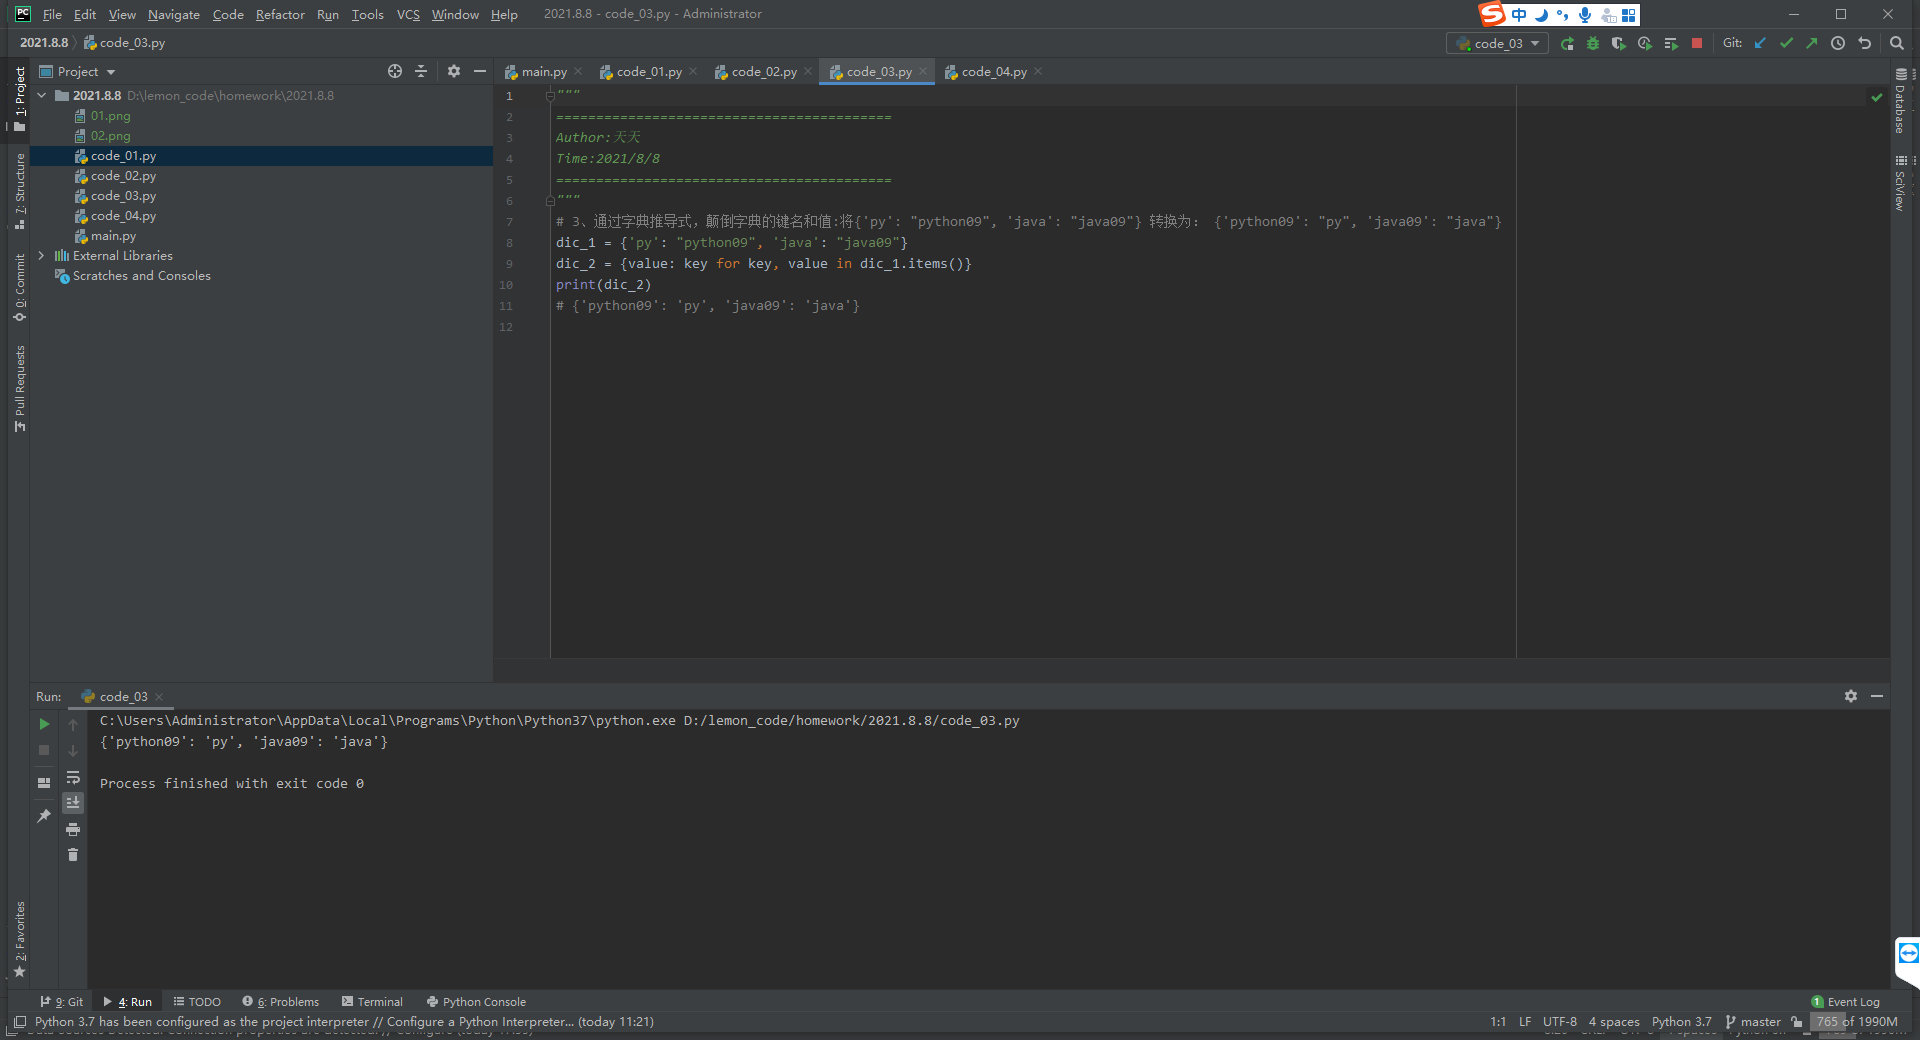 File Edit View Navigate Code Refactor Run Tools VCS Window Help 2021.8.8 - code_03.py - Administrator
中
2021.8.8 code_03.py
code_03 Git:
Project
main.py code_01.py code_02.py code_03.py code_04.py
2021.8.8 D:\lemon_code\homework\2021.8.8
01.png
02.png
code_01.py
code_02.py
code_03.py
code_04.py
main.py
External Libraries
Scratches and Consoles
1: Project
7: Structure
0: Commit
Pull Requests
2: Favorites
1 """
2 ==========================================
3 Author:天天
4 Time:2021/8/8
5 ==========================================
6 """
7 # 3、通过字典推导式，颠倒字典的键名和值:将{'py': "python09", 'java': "java09"} 转换为： {'python09': "py", 'java09': "java"}
8 dic_1 = {'py': "python09", 'java': "java09"}
9 dic_2 = {value: key for key, value in dic_1.items()}
10 print(dic_2)
11 # {'python09': 'py', 'java09': 'java'}
12
Database
SciView
Run: code_03
C:\Users\Administrator\AppData\Local\Programs\Python\Python37\python.exe D:/lemon_code/homework/2021.8.8/code_03.py
{'python09': 'py', 'java09': 'java'}
Process finished with exit code 0
9: Git 4: Run TODO 6: Problems Terminal Python Console 1 Event Log
Python 3.7 has been configured as the project interpreter // Configure a Python Interpreter... (today 11:21) 1:1 LF UTF-8 4 spaces Python 3.7 master 765 of 1990M